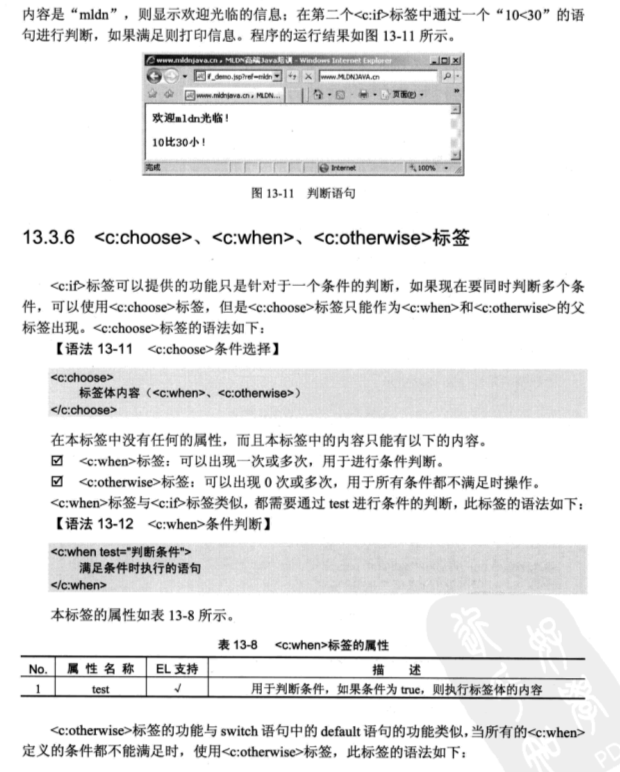 内容是“mldn”，则显示欢迎光临的信息；在第二个<c:if>标签中通过一个“10<30”的语
句进行判断，如果满足则打印信息。程序的运行结果如图 13-11 所示。
www.mldnjava.cn，MLDN高端Java培训 - Windows Internet Explorer
if_demo.jsp?ref=mldn
www.MLDNJAVA.cn
www.mldnjava.cn，MLDN...
页面(P)
欢迎mldn光临！
10比30小！
完成
Internet
100%
图 13-11 判断语句
13.3.6 <c:choose>、<c:when>、<c:otherwise>标签
<c:if>标签可以提供的功能只是针对于一个条件的判断，如果现在要同时判断多个条
件，可以使用<c:choose>标签，但是<c:choose>标签只能作为<c:when>和<c:otherwise>的父
标签出现。<c:choose>标签的语法如下：
【语法 13-11 <c:choose>条件选择】
<c:choose>
标签体内容（<c:when>、<c:otherwise>）
</c:choose>
在本标签中没有任何的属性，而且本标签中的内容只能有以下的内容。
<c:when>标签：可以出现一次或多次，用于进行条件判断。
<c:otherwise>标签：可以出现 0 次或多次，用于所有条件都不满足时操作。
<c:when>标签与<c:if>标签类似，都需要通过 test 进行条件的判断，此标签的语法如下：
【语法 13-12 <c:when>条件判断】
<c:when test="判断条件">
满足条件时执行的语句
</c:when>
本标签的属性如表 13-8 所示。
表 13-8 <c:when>标签的属性
No. 属 性 名 称 EL 支持 描 述
1 test √ 用于判断条件，如果条件为 true，则执行标签体的内容
<c:otherwise>标签的功能与 switch 语句中的 default 语句的功能类似，当所有的<c:when>
定义的条件都不能满足时，使用<c:otherwise>标签，此标签的语法如下：
PD